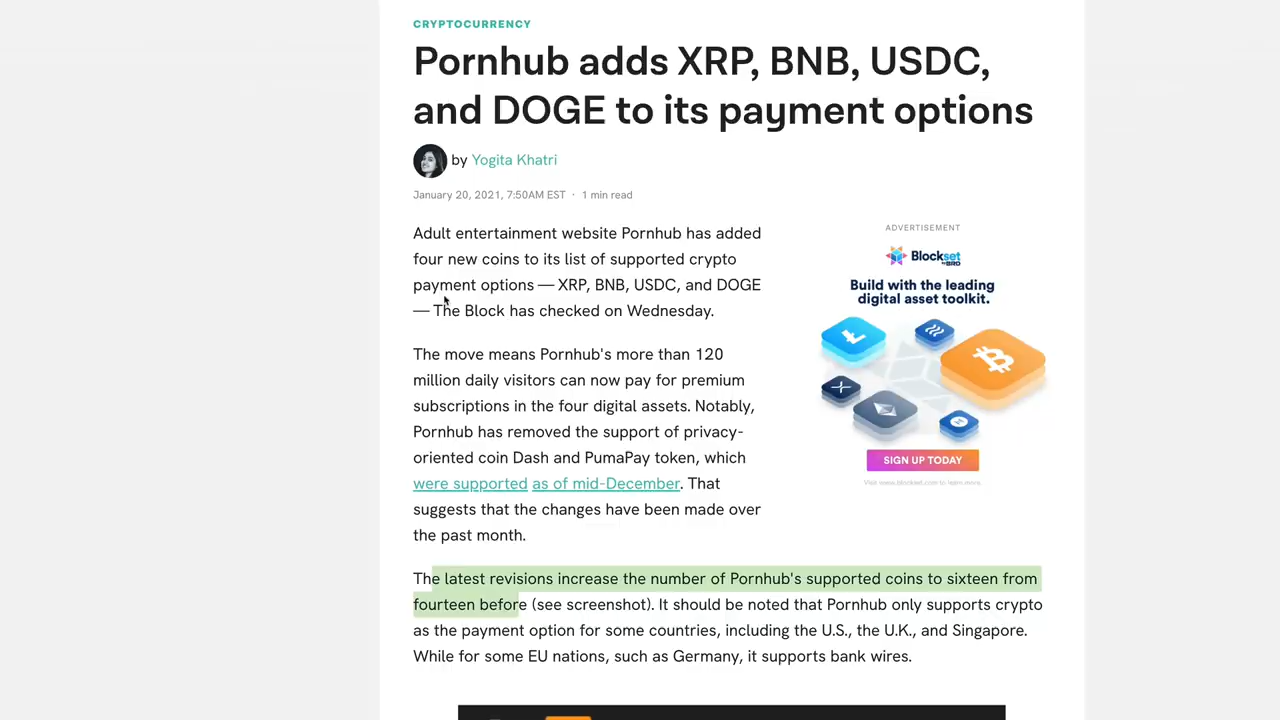 CRYPTOCURRENCY
Pornhub adds XRP, BNB, USDC,
and DOGE to its payment options
by Yogita Khatri
January 20, 2021, 7:50AM EST · 1 min read
Adult entertainment website Pornhub has added
four new coins to its list of supported crypto
payment options — XRP, BNB, USDC, and DOGE
— The Block has checked on Wednesday.
The move means Pornhub's more than 120
million daily visitors can now pay for premium
subscriptions in the four digital assets. Notably,
Pornhub has removed the support of privacy-
oriented coin Dash and PumaPay token, which
were supported as of mid-December. That
suggests that the changes have been made over
the past month.
ADVERTISEMENT
Blockset
by BRD
Build with the leading
digital asset toolkit.
SIGN UP TODAY
Visit www.blockset.com to learn more.
The latest revisions increase the number of Pornhub's supported coins to sixteen from
fourteen before (see screenshot). It should be noted that Pornhub only supports crypto
as the payment option for some countries, including the U.S., the U.K., and Singapore.
While for some EU nations, such as Germany, it supports bank wires.